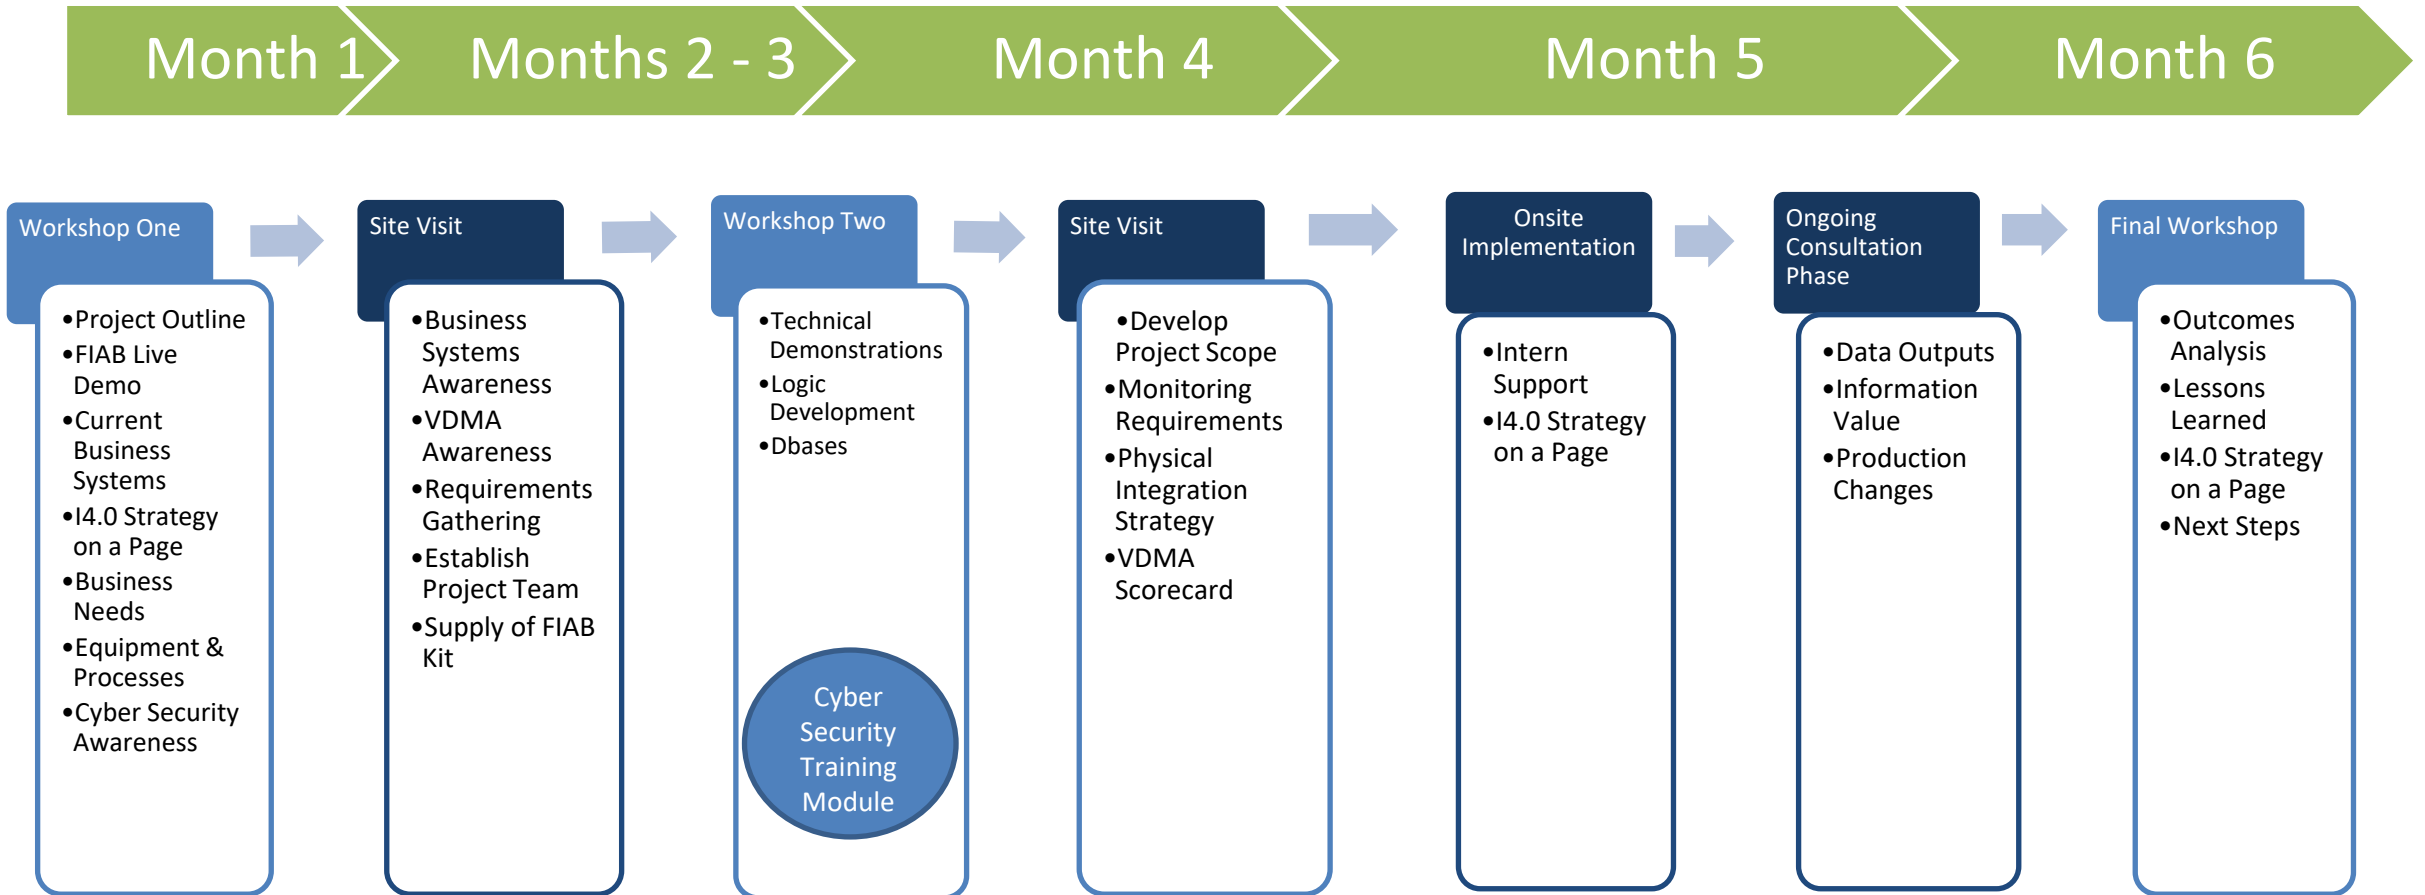 Month 1
Months 2 - 3
Month 4
Month 5
Month 6
Workshop One
•Project Outline
•FIAB Live
Demo
•Current
Business
Systems
•I4.0 Strategy
on a Page
•Business
Needs
•Equipment &
Processes
•Cyber Security
Awareness
Site Visit
•Business
Systems
Awareness
•VDMA
Awareness
•Requirements
Gathering
•Establish
Project Team
•Supply of FIAB
Kit
Workshop Two
•Technical
Demonstrations
•Logic
Development
•Dbases
Cyber
Security
Training
Module
Site Visit
•Develop
Project Scope
•Monitoring
Requirements
•Physical
Integration
Strategy
•VDMA
Scorecard
Onsite
Implementation
•Intern
Support
•I4.0 Strategy
on a Page
Ongoing
Consultation
Phase
•Data Outputs
•Information
Value
•Production
Changes
Final Workshop
•Outcomes
Analysis
•Lessons
Learned
•I4.0 Strategy
on a Page
•Next Steps